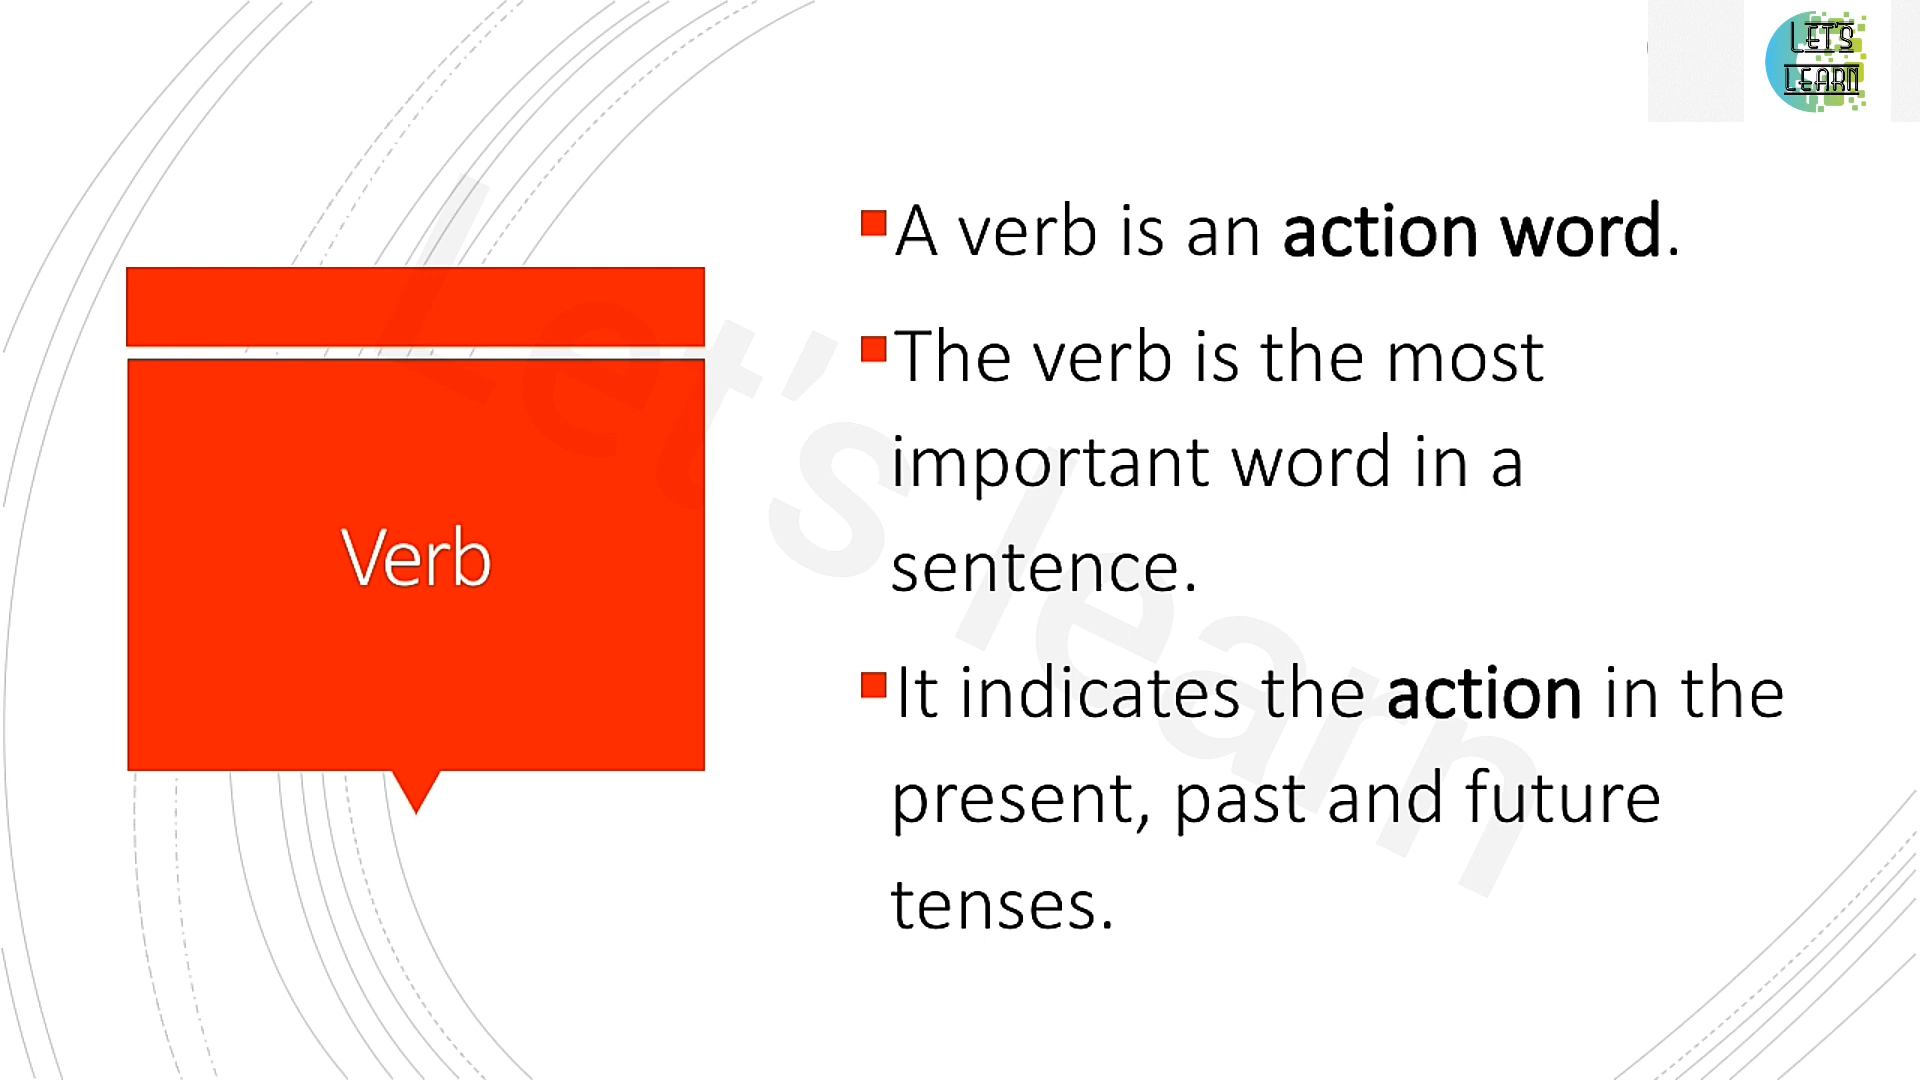 LET'S
LEARN
A verb is an action word.
The verb is the most
important word in a
sentence.
Verb
It indicates the action in the
present, past and future
tenses.
Let's learn